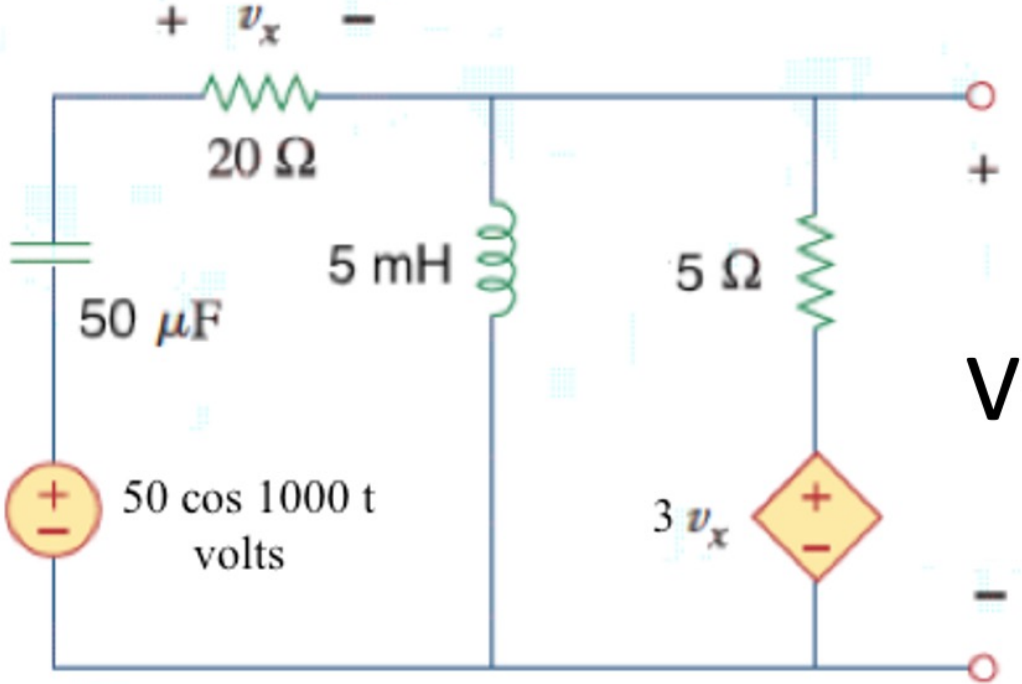 + vₓ −
20 Ω
+
5 mH
5 Ω
50 μF
V
+
−
50 cos 1000 t
volts
3 vₓ
+
−
−